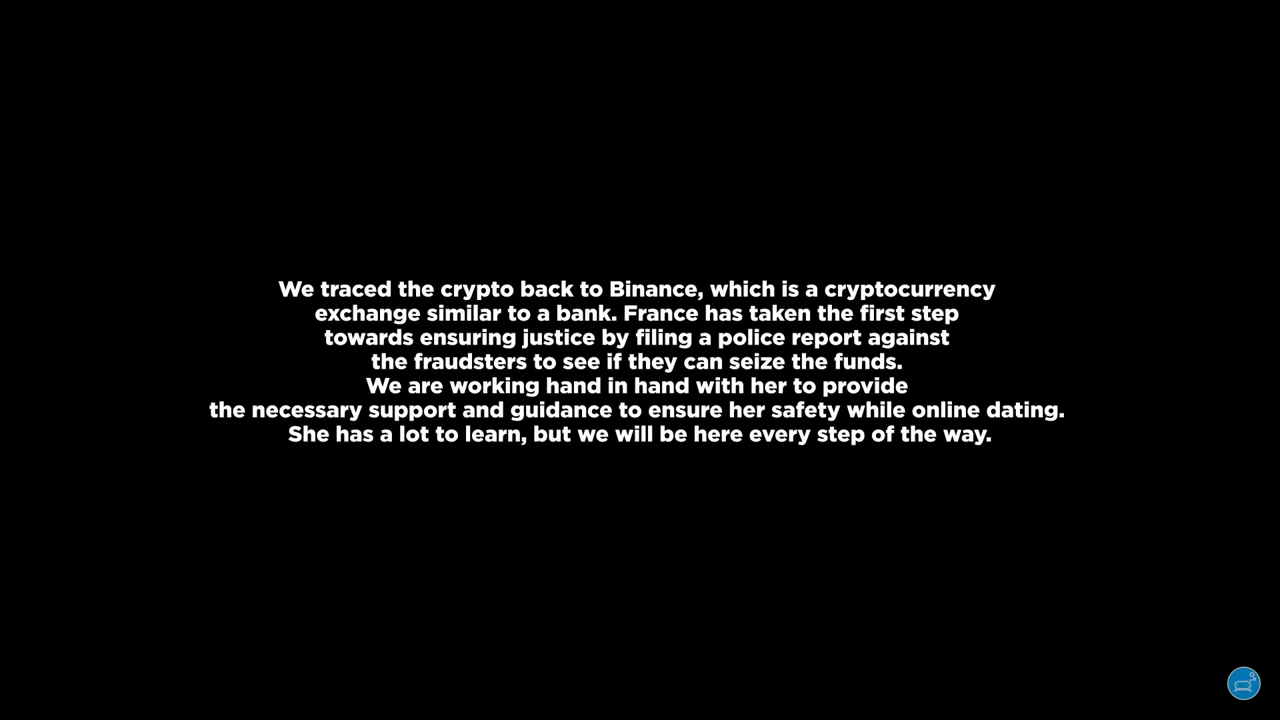 We traced the crypto back to Binance, which is a cryptocurrency
exchange similar to a bank. France has taken the first step
towards ensuring justice by filing a police report against
the fraudsters to see if they can seize the funds.
We are working hand in hand with her to provide
the necessary support and guidance to ensure her safety while online dating.
She has a lot to learn, but we will be here every step of the way.